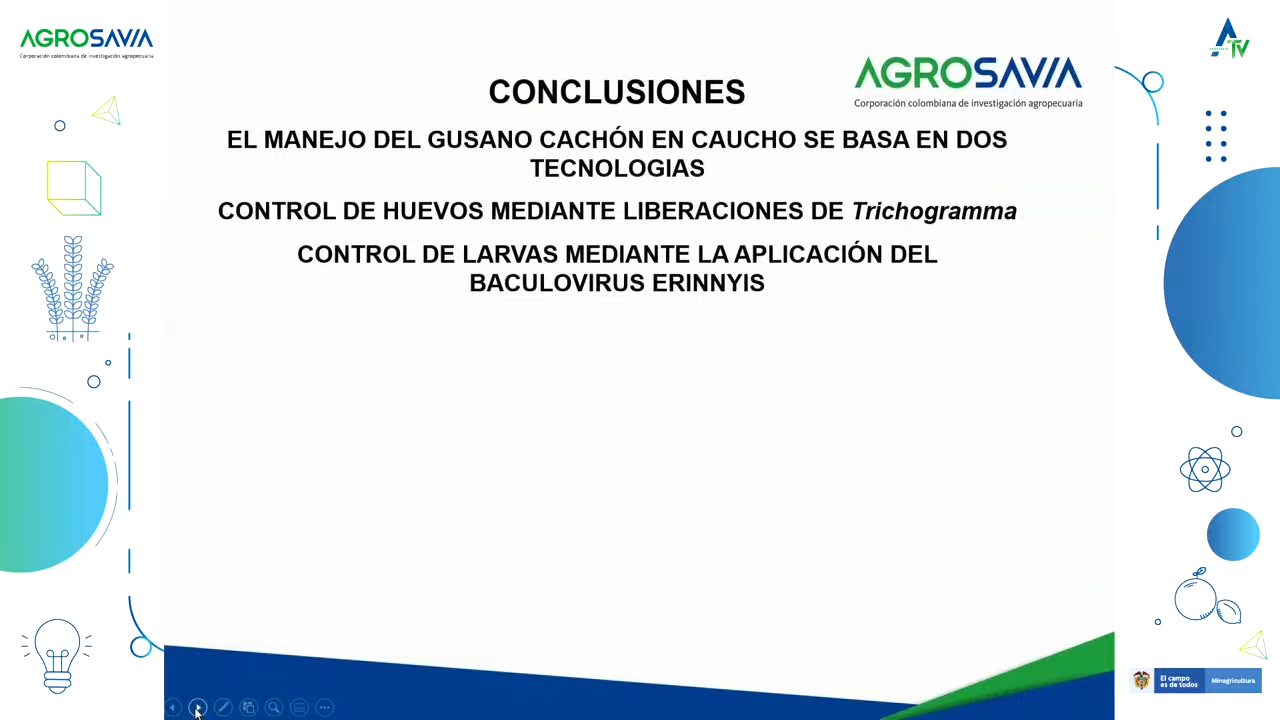 AGROSAVIA
Corporación colombiana de investigación agropecuaria
TV
AGROSAVIA
Corporación colombiana de investigación agropecuaria
CONCLUSIONES
EL MANEJO DEL GUSANO CACHÓN EN CAUCHO SE BASA EN DOS
TECNOLOGIAS
CONTROL DE HUEVOS MEDIANTE LIBERACIONES DE Trichogramma
CONTROL DE LARVAS MEDIANTE LA APLICACIÓN DEL
BACULOVIRUS ERINNYIS
El campo
es de todos
Minagricultura